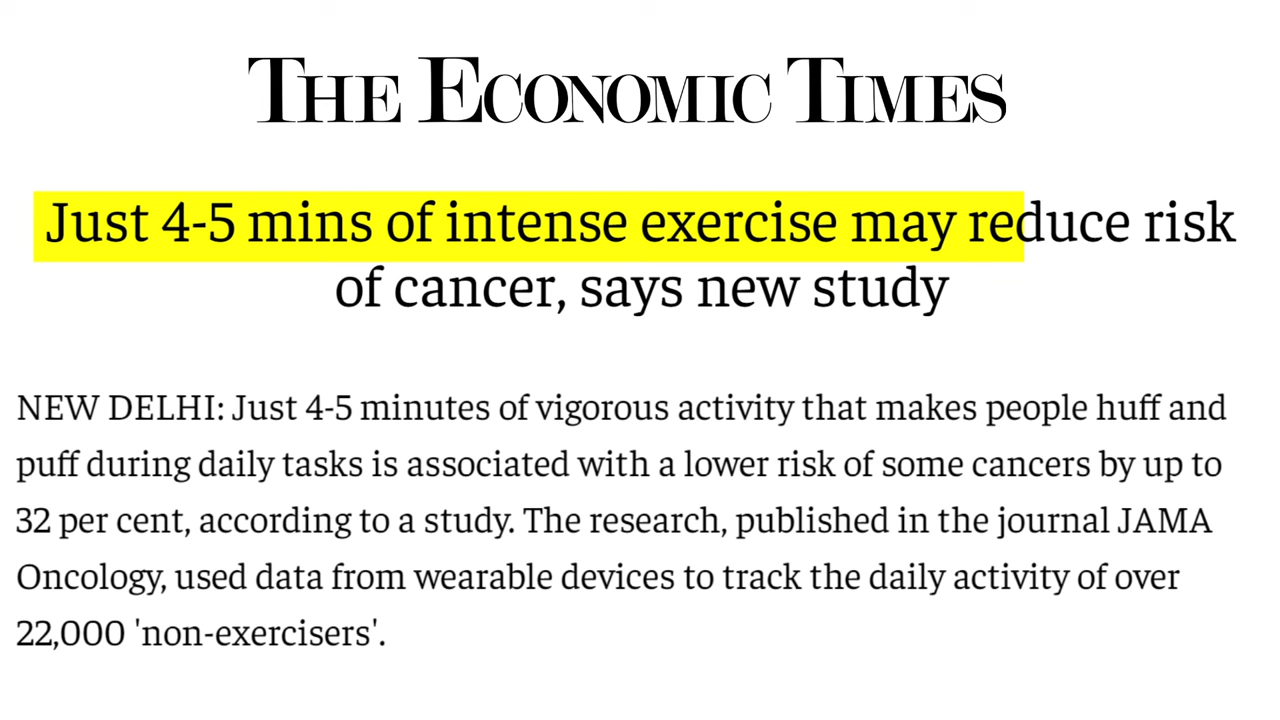 THE ECONOMIC TIMES
Just 4-5 mins of intense exercise may reduce risk
of cancer, says new study
NEW DELHI: Just 4-5 minutes of vigorous activity that makes people huff and
puff during daily tasks is associated with a lower risk of some cancers by up to
32 per cent, according to a study. The research, published in the journal JAMA
Oncology, used data from wearable devices to track the daily activity of over
22,000 'non-exercisers'.